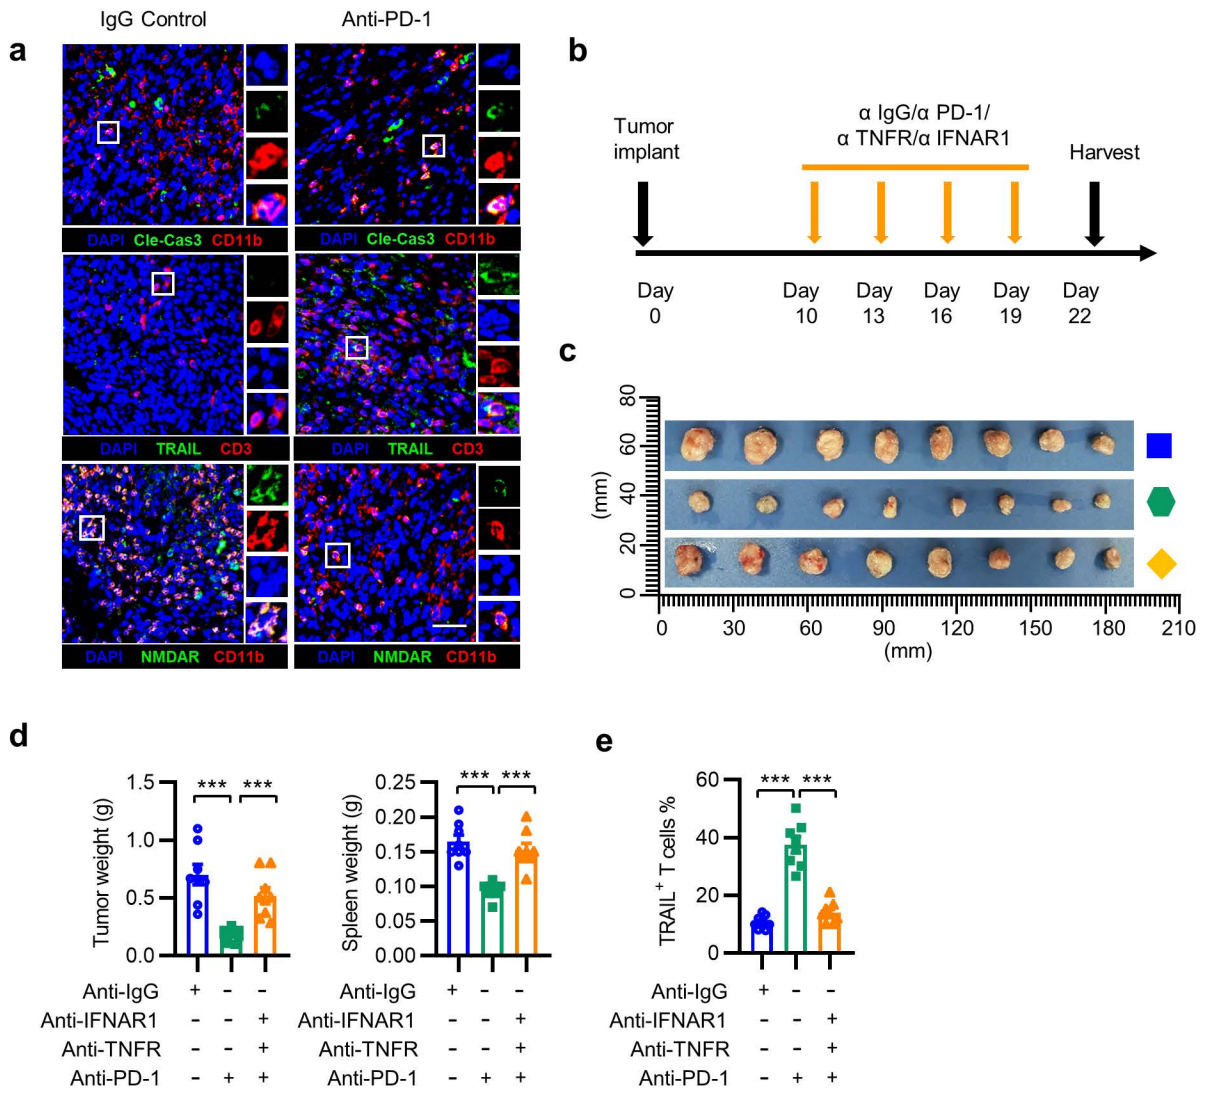 IgG Control
Anti-PD-1
a
DAPI Cle-Cas3 CD11b
DAPI Cle-Cas3 CD11b
DAPI TRAIL CD3
DAPI TRAIL CD3
DAPI NMDAR CD11b
DAPI NMDAR CD11b
b
α IgG/α PD-1/
α TNFR/α IFNAR1
Tumor
implant
Harvest
Day
0
Day
10
Day
13
Day
16
Day
19
Day
22
c
80
60
40
20
0
(mm)
0 30 60 90 120 150 180 210
(mm)
d
Tumor weight (g)
1.5
1.0
0.5
0.0
*** ***
Anti-IgG + - -
Anti-IFNAR1 - - +
Anti-TNFR - - +
Anti-PD-1 - + +
Spleen weight (g)
0.25
0.20
0.15
0.10
0.05
0.00
*** ***
Anti-IgG + - -
Anti-IFNAR1 - - +
Anti-TNFR - - +
Anti-PD-1 - + +
e
TRAIL+ T cells %
60
40
20
0
*** ***
Anti-IgG + - -
Anti-IFNAR1 - - +
Anti-TNFR - - +
Anti-PD-1 - + +